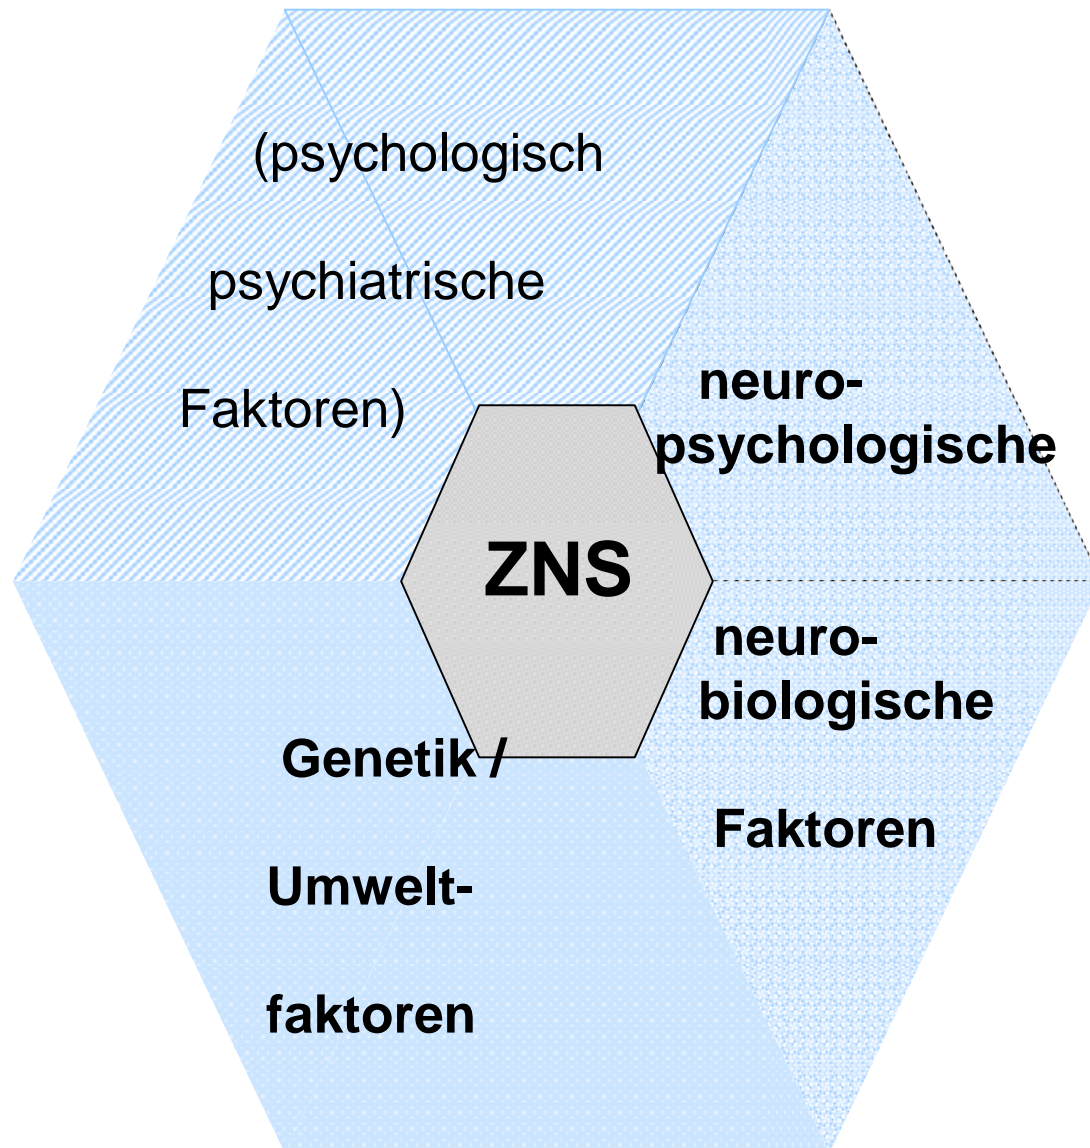 (psychologisch
psychiatrische
Faktoren)
neuro-
psychologische
ZNS
neuro-
biologische
Faktoren
Genetik /
Umwelt-
faktoren